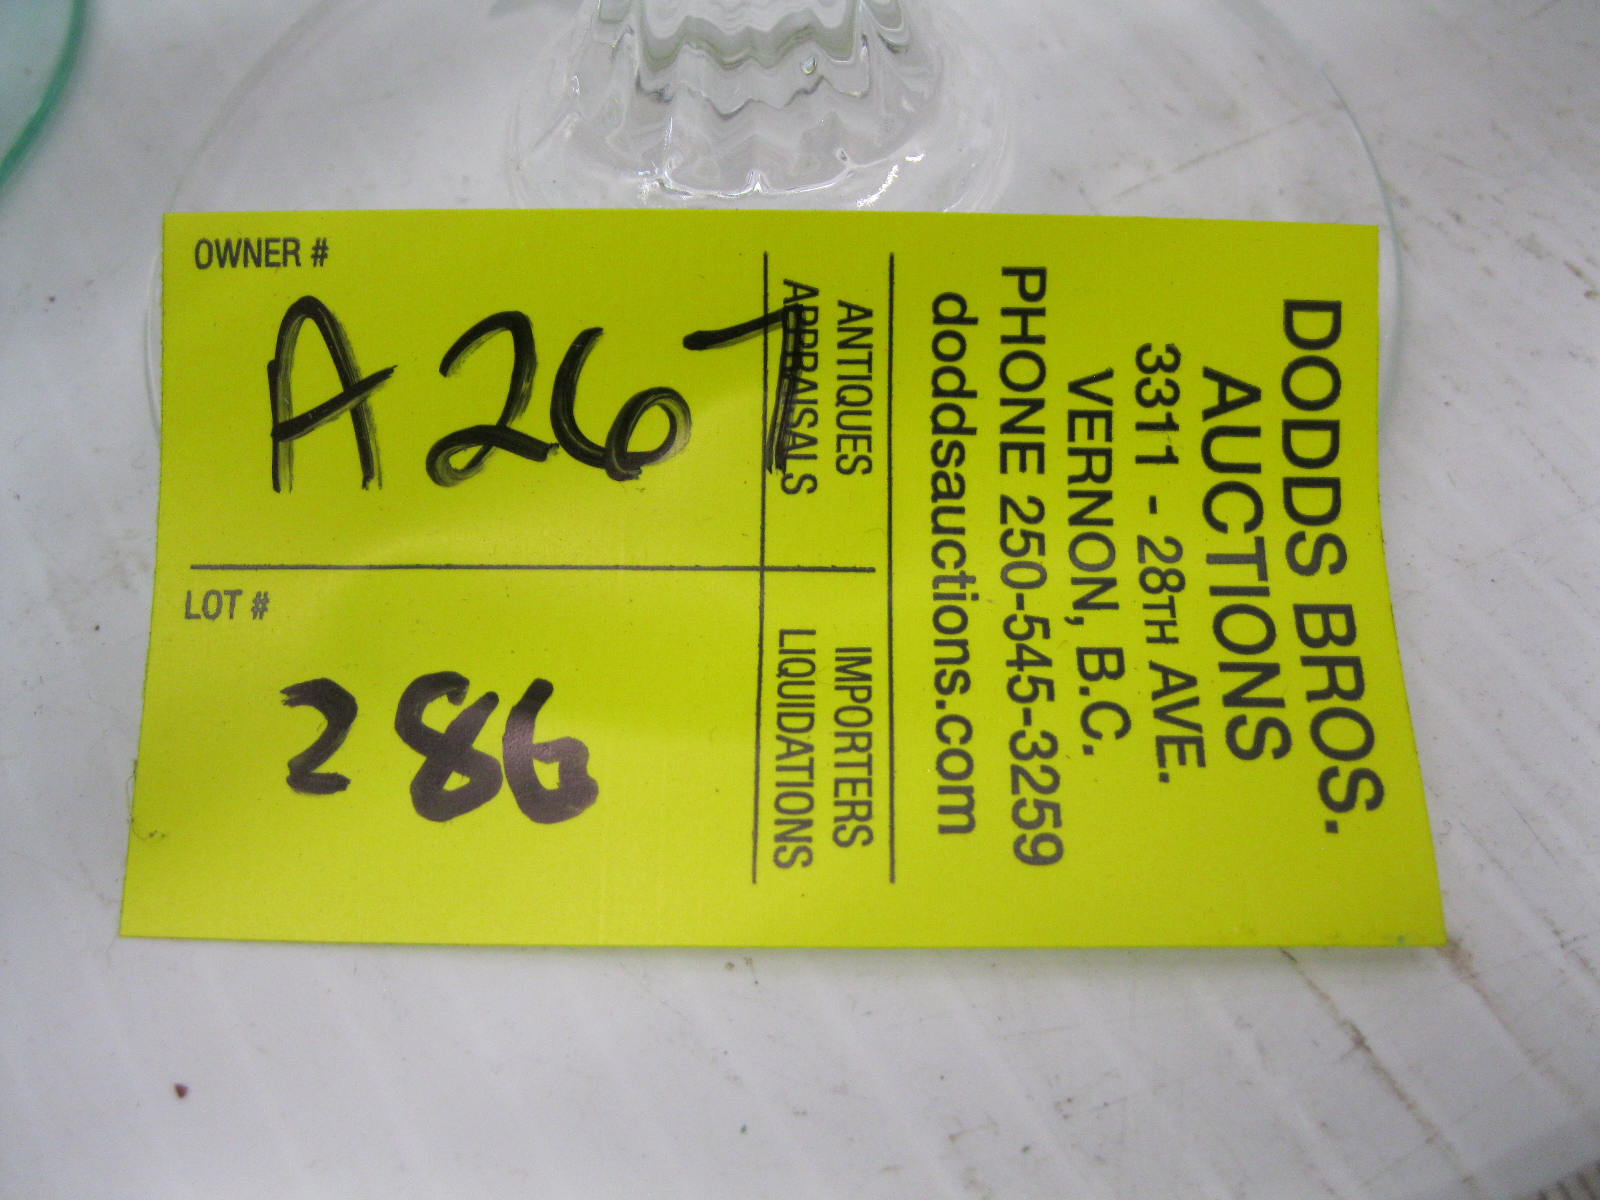 DODDS BROS.
AUCTIONS
3311 - 28TH AVE.
VERNON, B.C.
PHONE 250-545-3259
doddsauctions.com
ANTIQUES
APPRAISALS
IMPORTERS
LIQUIDATIONS
OWNER #
A267
LOT #
286